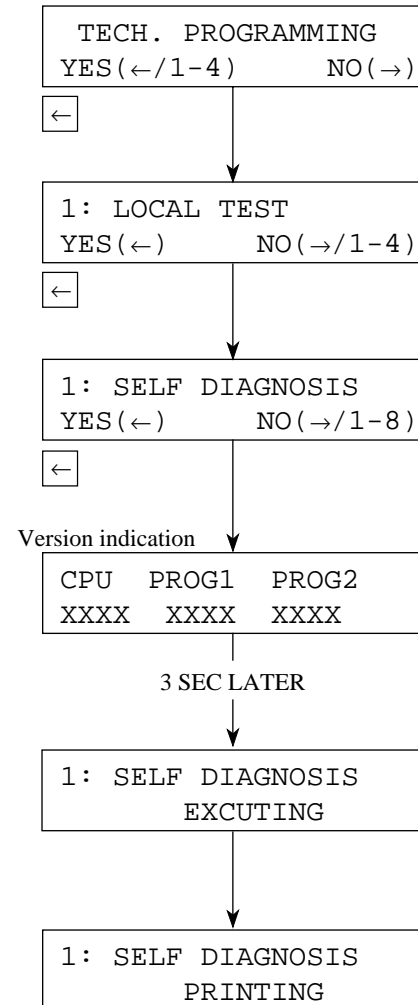 TECH. PROGRAMMING
YES(←/1-4) NO(→)
←
1: LOCAL TEST
YES(←) NO(→/1-4)
←
1: SELF DIAGNOSIS
YES(←) NO(→/1-8)
←
Version indication
CPU PROG1 PROG2
XXXX XXXX XXXX
3 SEC LATER
1: SELF DIAGNOSIS
EXCUTING
1: SELF DIAGNOSIS
PRINTING